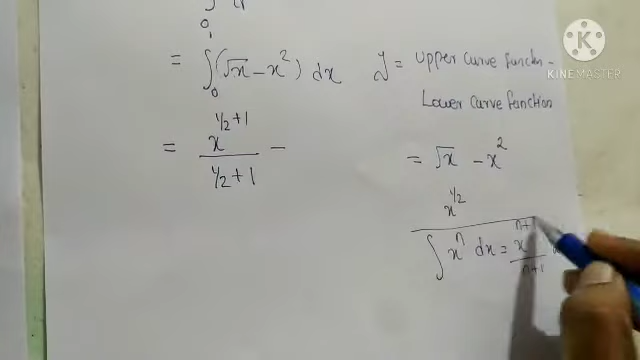 0
= ∫₀¹ (√x − x²) dx
y = Upper curve function −
Lower curve function
= x^(1/2+1) / (1/2+1) −
= √x − x²
x^(1/2)
∫ xⁿ dx = x^(n+1) / (n+1)
K
KINEMASTER